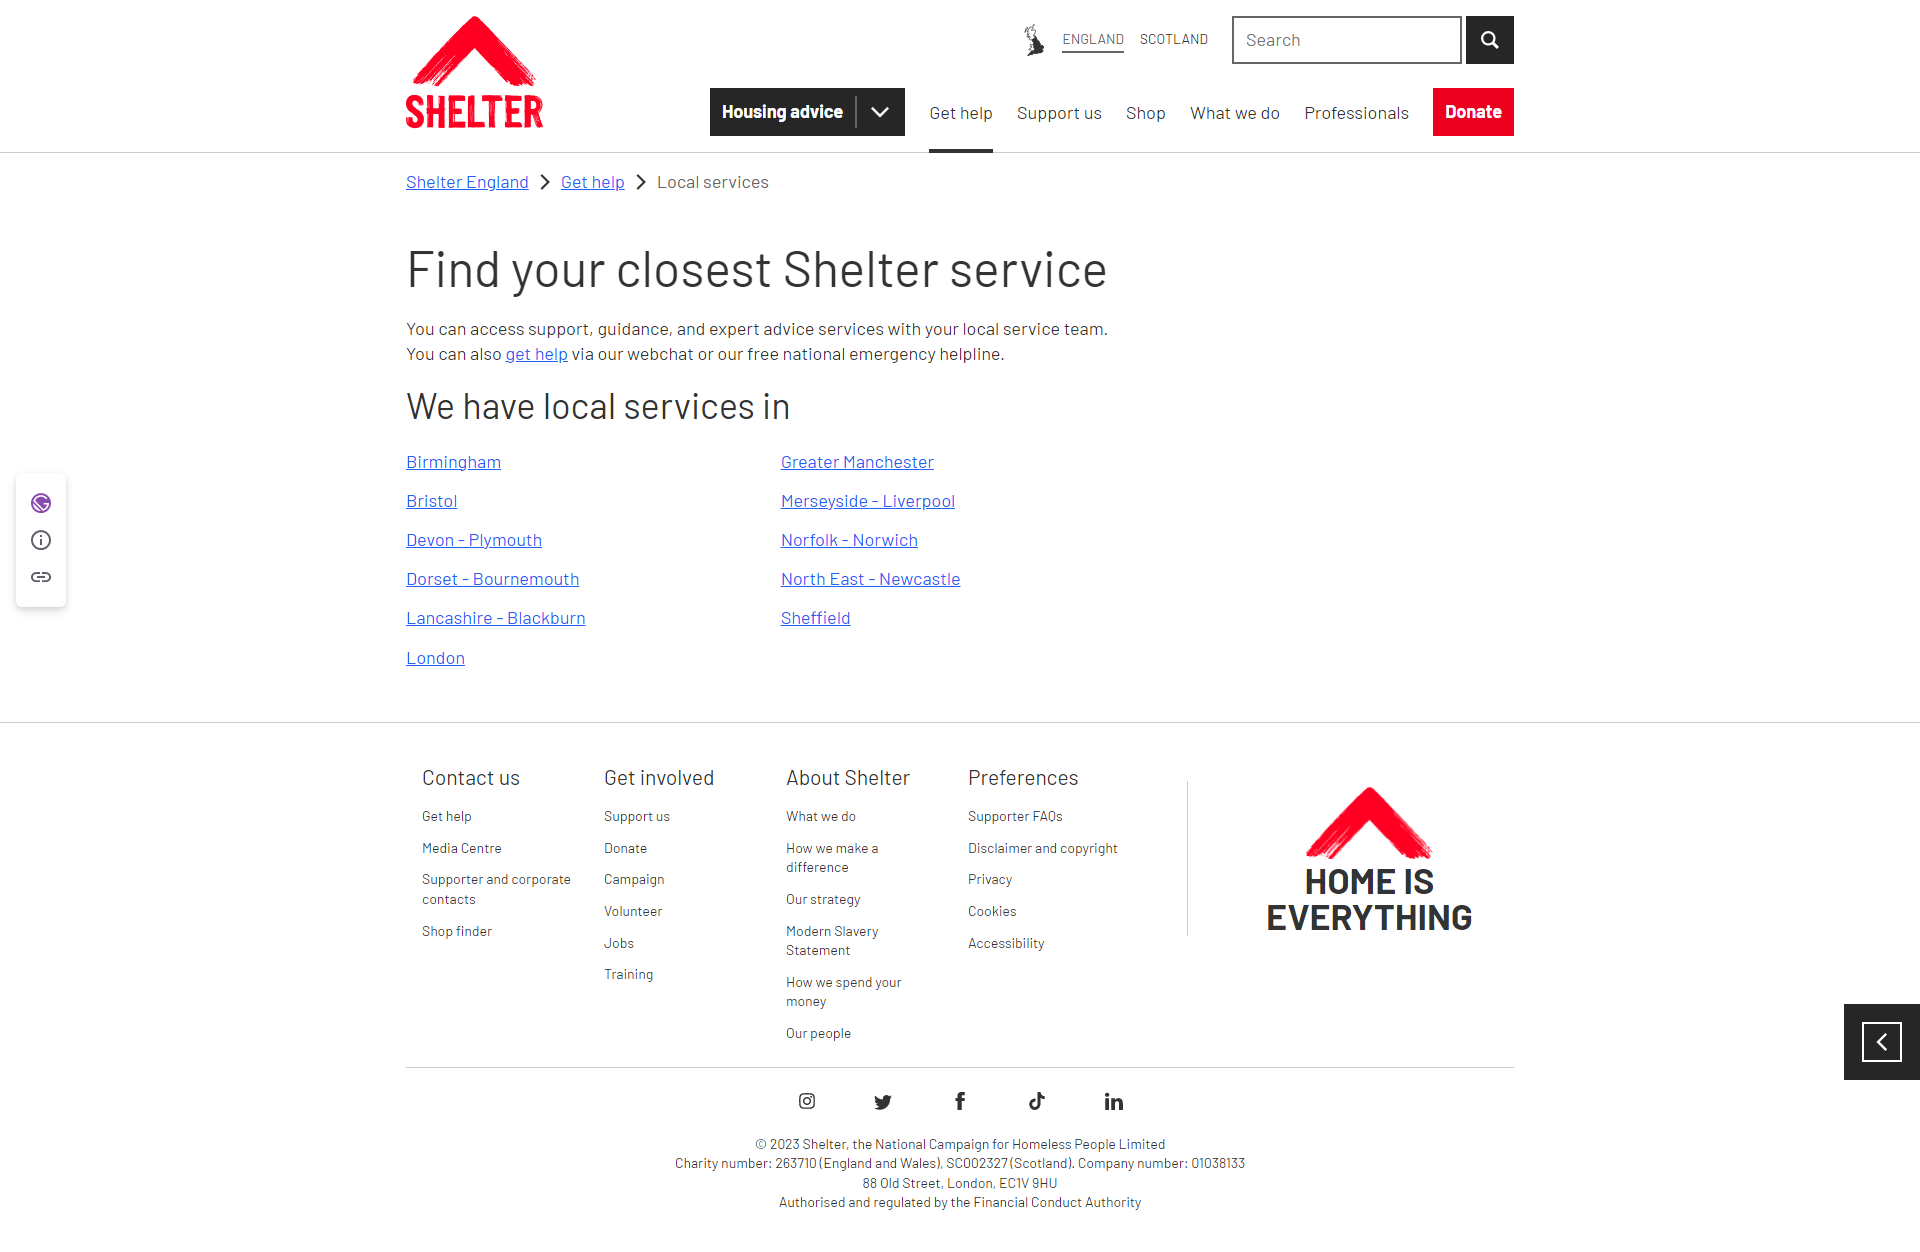 SHELTER
ENGLAND
SCOTLAND
Search
Housing advice
Get help
Support us
Shop
What we do
Professionals
Donate
Shelter England
Get help
Local services
Find your closest Shelter service
You can access support, guidance, and expert advice services with your local service team.
You can also get help via our webchat or our free national emergency helpline.
We have local services in
Birmingham
Bristol
Devon - Plymouth
Dorset - Bournemouth
Lancashire - Blackburn
London
Greater Manchester
Merseyside - Liverpool
Norfolk - Norwich
North East - Newcastle
Sheffield
Contact us
Get help
Media Centre
Supporter and corporate
contacts
Shop finder
Get involved
Support us
Donate
Campaign
Volunteer
Jobs
Training
About Shelter
What we do
How we make a
difference
Our strategy
Modern Slavery
Statement
How we spend your
money
Our people
Preferences
Supporter FAQs
Disclaimer and copyright
Privacy
Cookies
Accessibility
HOME IS
EVERYTHING
© 2023 Shelter, the National Campaign for Homeless People Limited
Charity number: 263710 (England and Wales), SC002327 (Scotland). Company number: 01038133
88 Old Street, London, EC1V 9HU
Authorised and regulated by the Financial Conduct Authority